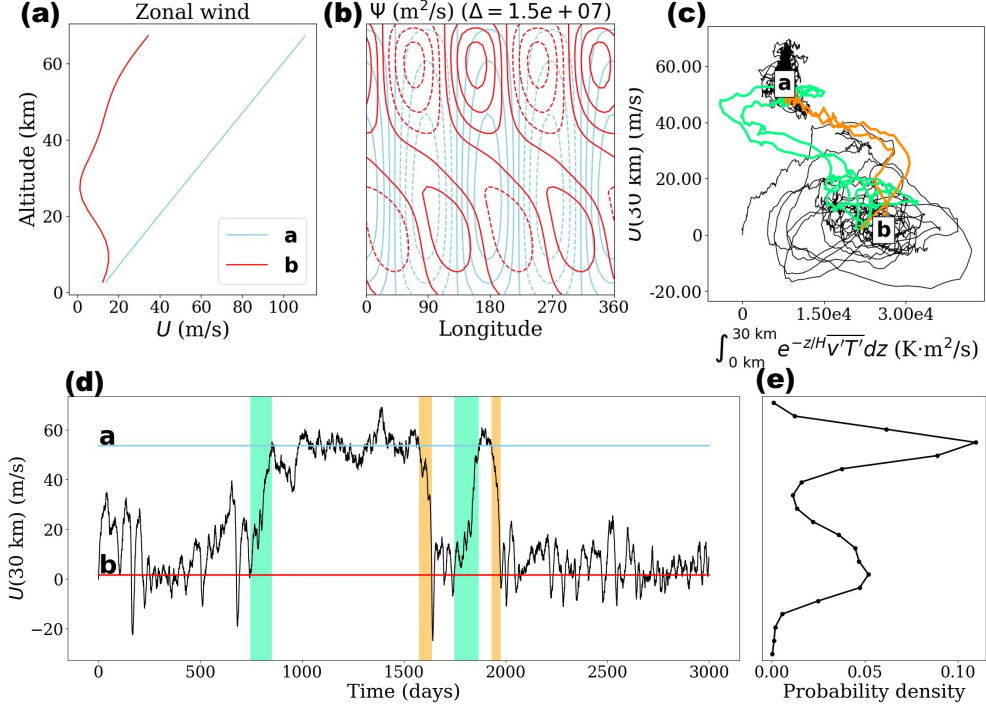 (a)
Zonal wind
Altitude (km)
60
40
20
0
a
b
0 20 40 60 80 100
U (m/s)
(b)
Ψ (m²/s) (Δ = 1.5e + 07)
0 90 180 270 360
Longitude
(c)
U(30 km) (m/s)
60.00
40.00
20.00
0
-20.00
a
b
0 1.50e4 3.00e4
∫₀ km ³⁰ km e^{-z/H} v′T′ dz (K·m²/s)
(d)
U(30 km) (m/s)
60
40
20
0
−20
a
b
0 500 1000 1500 2000 2500 3000
Time (days)
(e)
0.00 0.05 0.10
Probability density